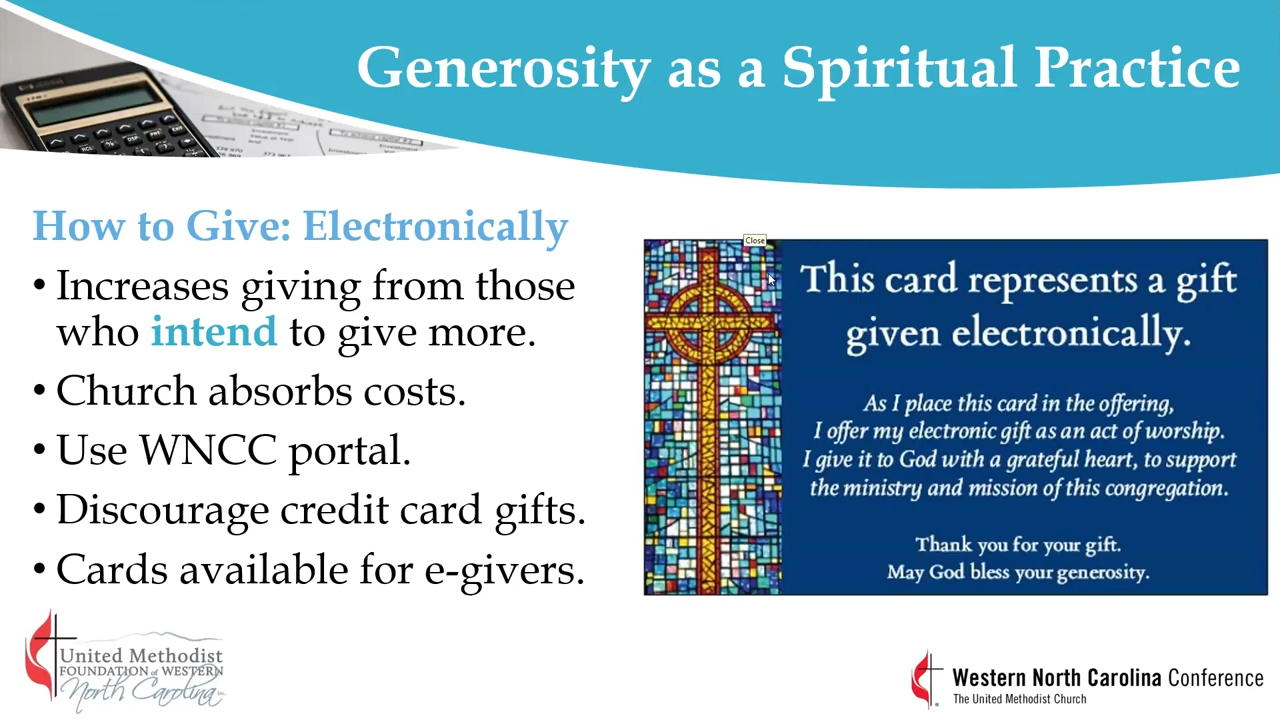 Generosity as a Spiritual Practice
How to Give: Electronically
• Increases giving from those
who intend to give more.
• Church absorbs costs.
• Use WNCC portal.
• Discourage credit card gifts.
• Cards available for e-givers.
Close
This card represents a gift
given electronically.
As I place this card in the offering,
I offer my electronic gift as an act of worship.
I give it to God with a grateful heart, to support
the ministry and mission of this congregation.
Thank you for your gift.
May God bless your generosity.
United Methodist
FOUNDATION of WESTERN
North Carolina
Western North Carolina Conference
The United Methodist Church